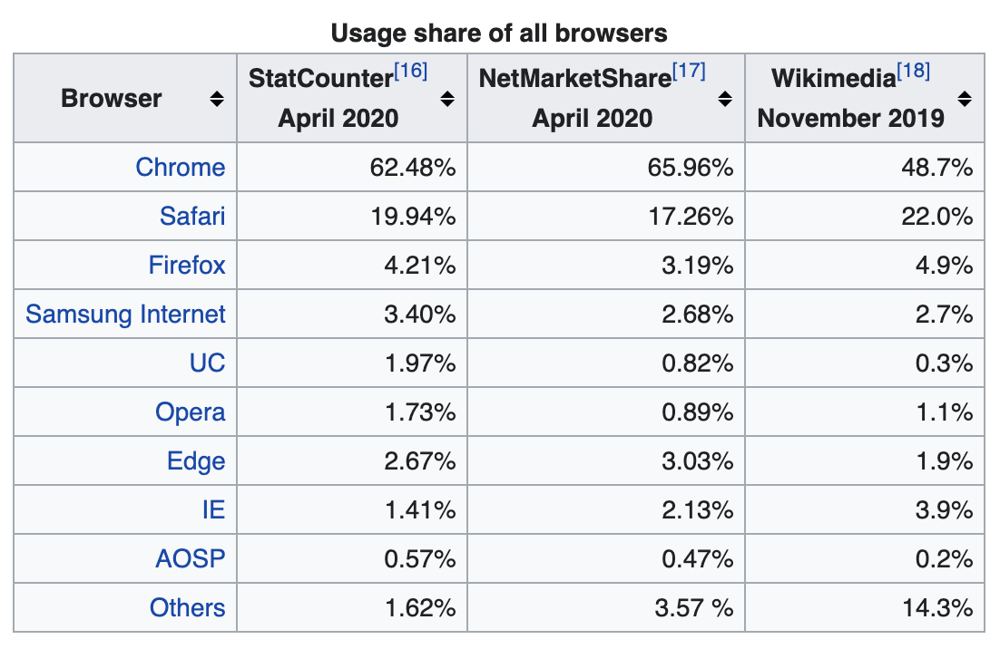 Usage share of all browsers
Browser StatCounter[16] April 2020 NetMarketShare[17] April 2020 Wikimedia[18] November 2019
Chrome 62.48% 65.96% 48.7%
Safari 19.94% 17.26% 22.0%
Firefox 4.21% 3.19% 4.9%
Samsung Internet 3.40% 2.68% 2.7%
UC 1.97% 0.82% 0.3%
Opera 1.73% 0.89% 1.1%
Edge 2.67% 3.03% 1.9%
IE 1.41% 2.13% 3.9%
AOSP 0.57% 0.47% 0.2%
Others 1.62% 3.57 % 14.3%